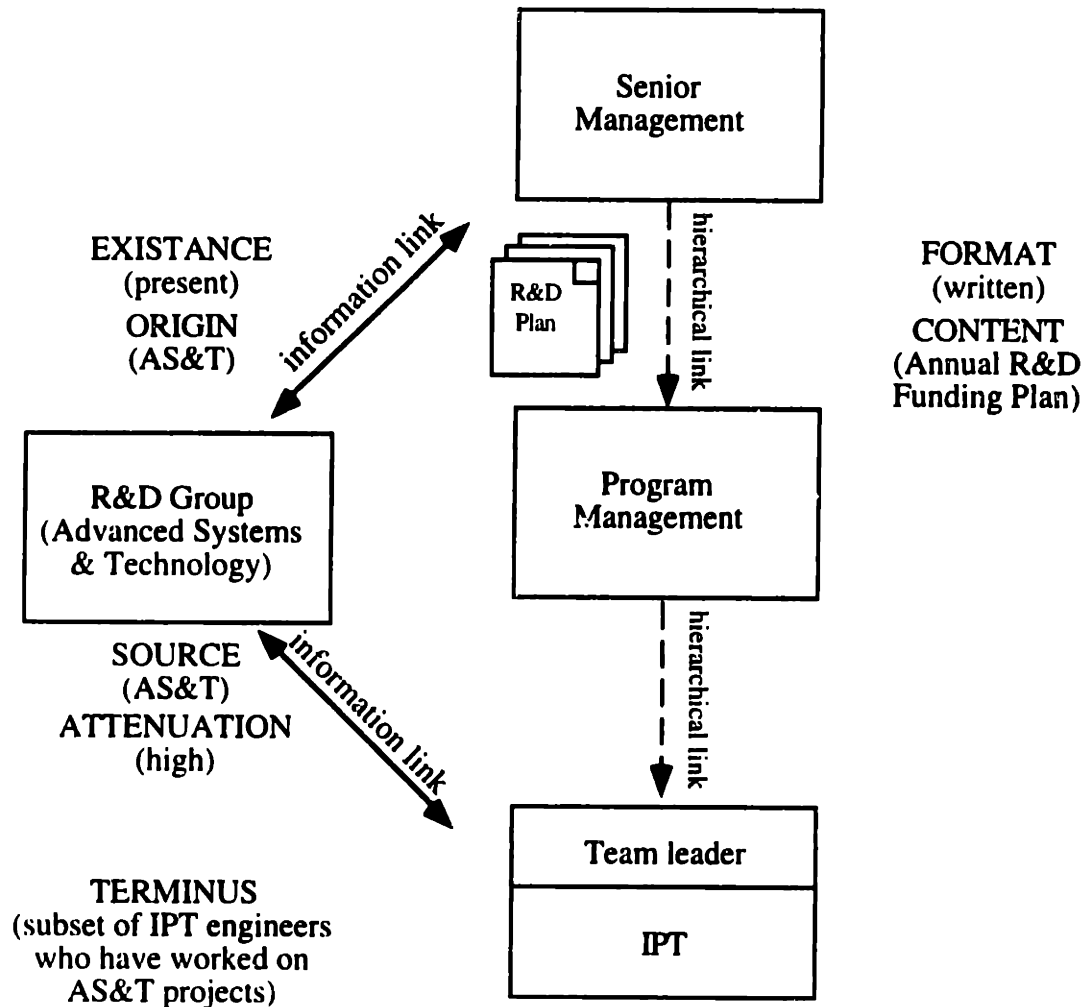 Senior
Management
information link
hierarchical link
EXISTANCE
(present)
ORIGIN
(AS&T)
R&D
Plan
FORMAT
(written)
CONTENT
(Annual R&D
Funding Plan)
R&D Group
(Advanced Systems
& Technology)
Program
Management
SOURCE
(AS&T)
ATTENUATION
(high)
information link
hierarchical link
Team leader
IPT
TERMINUS
(subset of IPT engineers
who have worked on
AS&T projects)